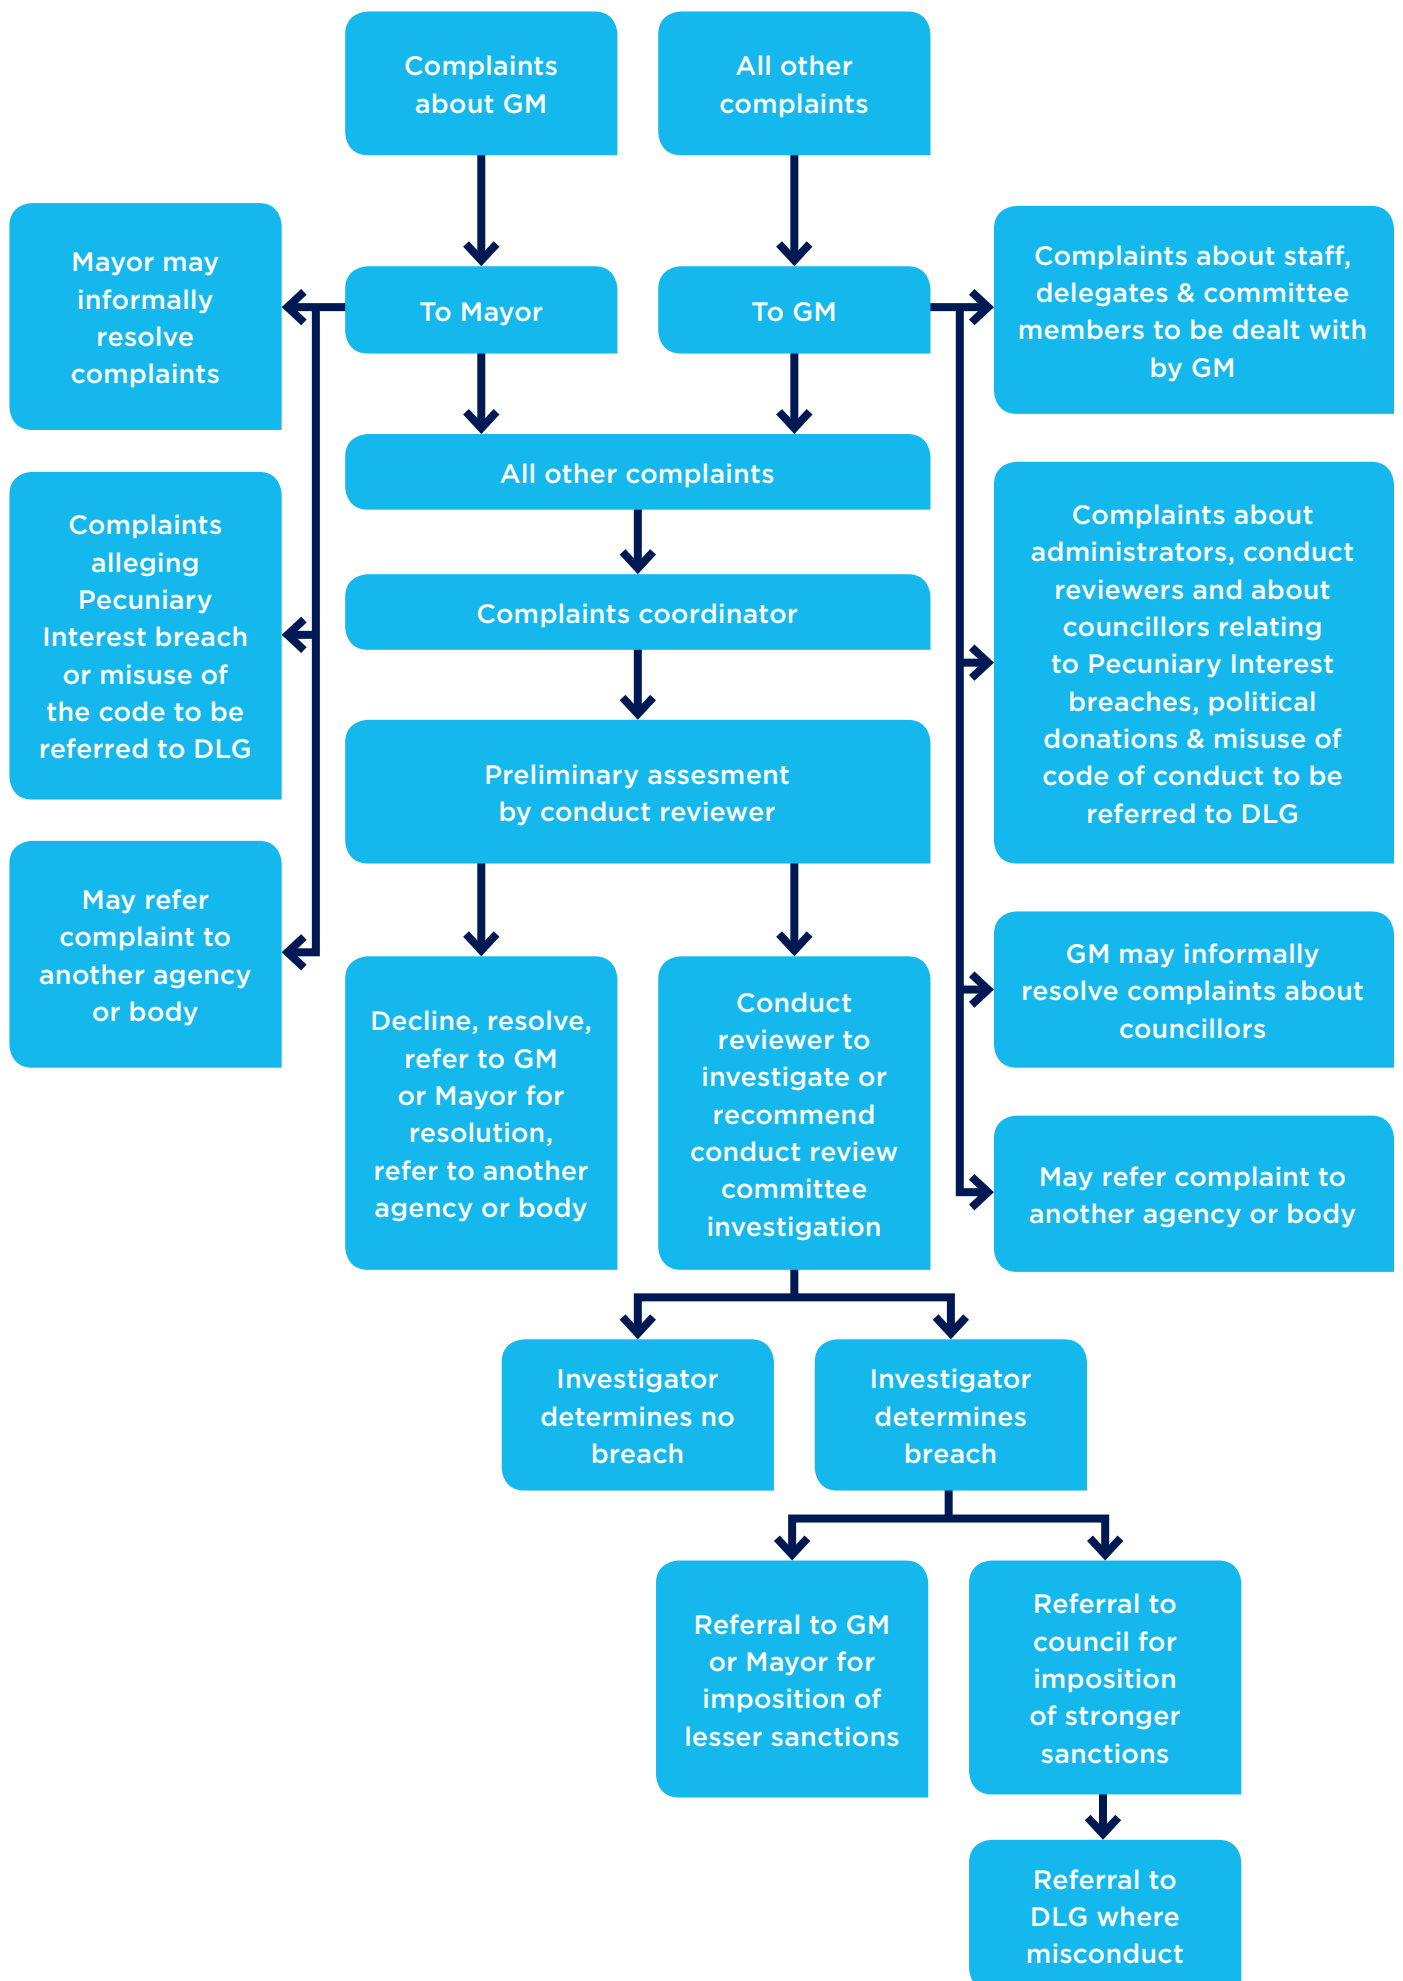 Complaints
about GM
All other
complaints
Mayor may
informally
resolve
complaints
To Mayor
To GM
Complaints about staff,
delegates & committee
members to be dealt with
by GM
All other complaints
Complaints
alleging
Pecuniary
Interest breach
or misuse of
the code to be
referred to DLG
Complaints about
administrators, conduct
reviewers and about
councillors relating
to Pecuniary Interest
breaches, political
donations & misuse of
code of conduct to be
referred to DLG
Complaints coordinator
Preliminary assesment
by conduct reviewer
May refer
complaint to
another agency
or body
GM may informally
resolve complaints about
councillors
Decline, resolve,
refer to GM
or Mayor for
resolution,
refer to another
agency or body
Conduct
reviewer to
investigate or
recommend
conduct review
committee
investigation
May refer complaint to
another agency or body
Investigator
determines no
breach
Investigator
determines
breach
Referral to GM
or Mayor for
imposition of
lesser sanctions
Referral to
council for
imposition
of stronger
sanctions
Referral to
DLG where
misconduct